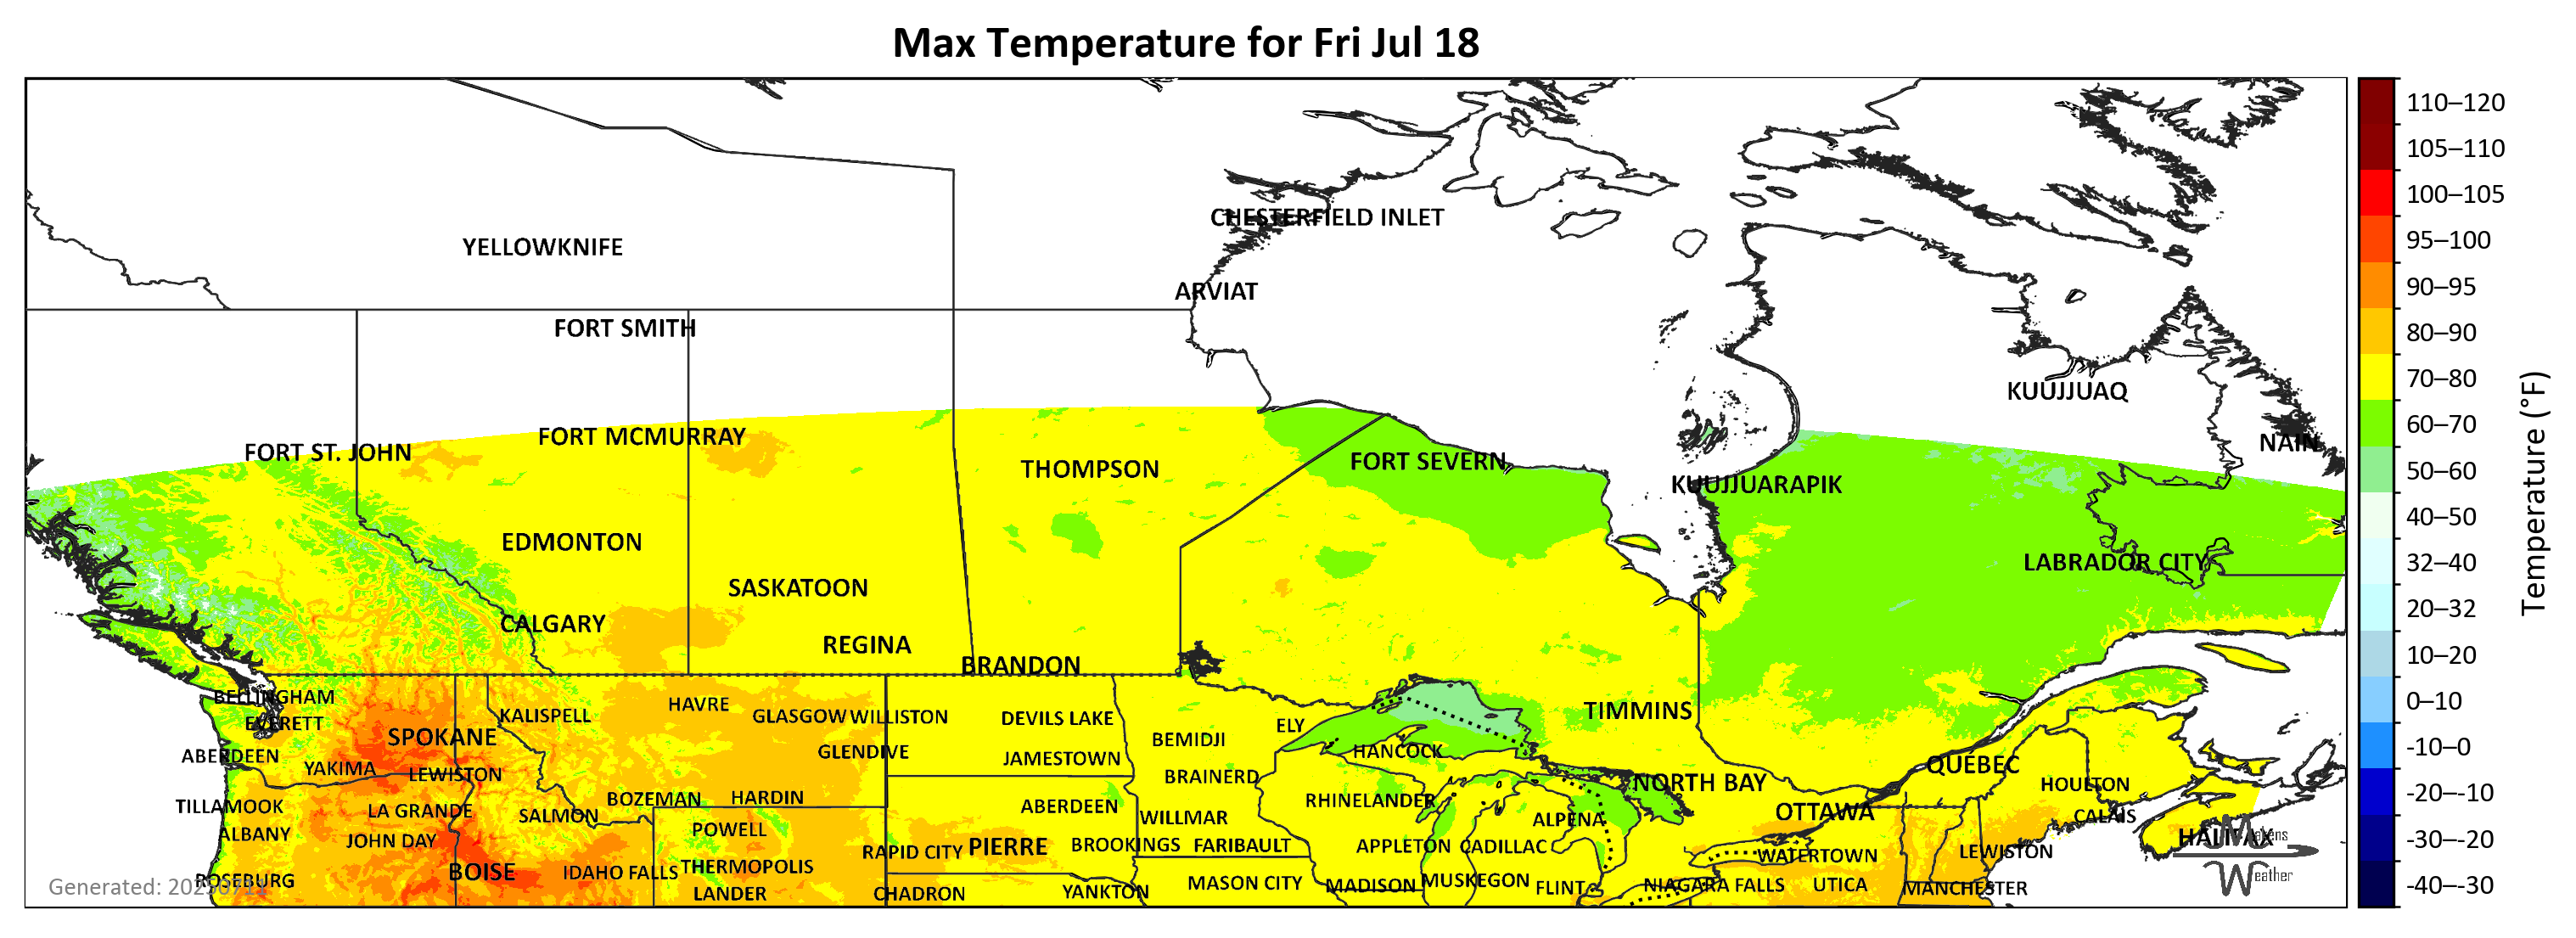 Max Temperature for Fri Jul 18
CHESTERFIELD INLET
YELLOWKNIFE
ARVIAT
FORT SMITH
KUUJJUAQ
FORT MCMURRAY
NAIN
FORT ST. JOHN
FORT SEVERN
THOMPSON
KUUJJUARAPIK
EDMONTON
LABRADOR CITY
SASKATOON
CALGARY
REGINA
BRANDON
BELLINGHAM
HAVRE
KALISPELL
GLASGOW WILLISTON
DEVILS LAKE
TIMMINS
EVERETT
ELY
SPOKANE
BEMIDJI
GLENDIVE
HANCOCK
ABERDEEN
JAMESTOWN
QUÉBEC
YAKIMA
LEWISTON
BRAINERD
NORTH BAY
HOULTON
BOZEMAN
HARDIN
RHINELANDER
TILLAMOOK
LA GRANDE
SALMON
ABERDEEN
WILLMAR
ALPENA
OTTAWA
CALAIS
ALBANY
JOHN DAY
POWELL
HALIFAX
RAPID CITY
PIERRE
BROOKINGS
FARIBAULT
APPLETON
CADILLAC
WATERTOWN
LEWISTON
BOISE
IDAHO FALLS
THERMOPOLIS
ROSEBURG
MASON CITY
MADISON
MUSKEGON
FLINT
NIAGARA FALLS
UTICA
MANCHESTER
LANDER
CHADRON
YANKTON
Makens
Weather
110–120
105–110
100–105
95–100
90–95
80–90
70–80
60–70
50–60
40–50
32–40
20–32
10–20
0–10
-10–0
-20–-10
-30–-20
-40–-30
Temperature (°F)